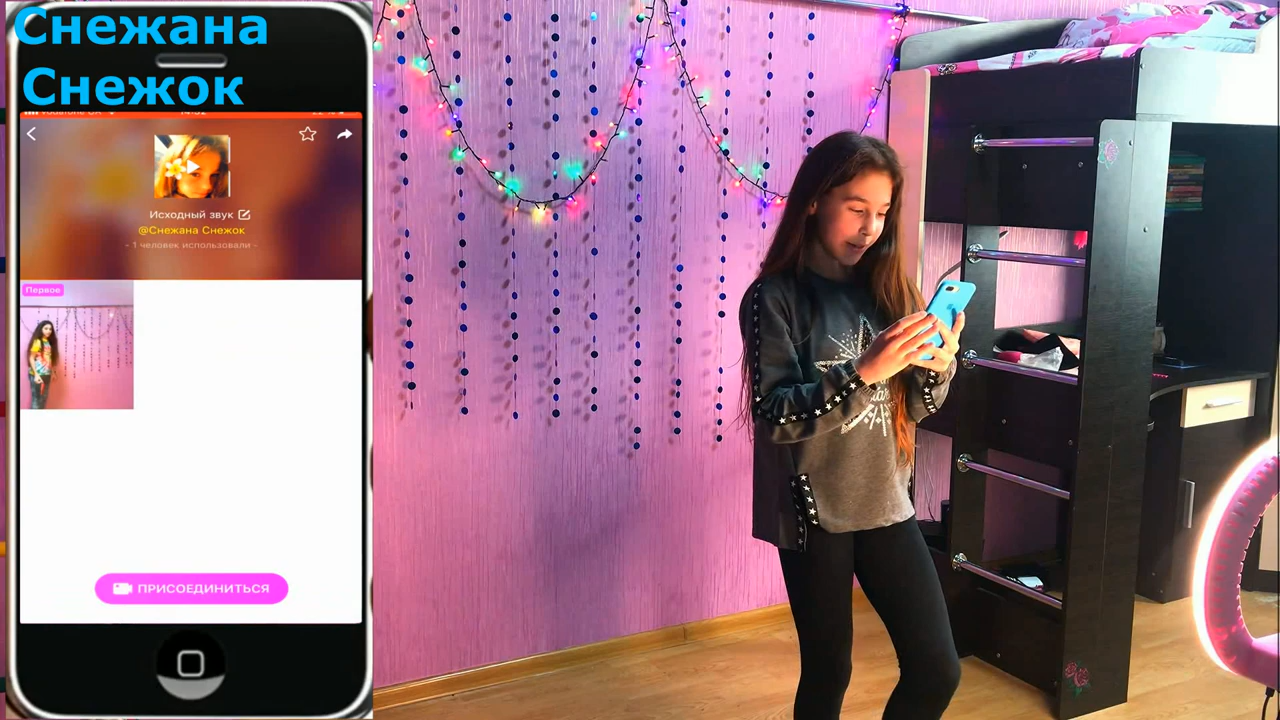 Снежана
Снежок
Исходный звук
@Снежана Снежок
- 1 человек использовали -
Первое
ПРИСОЕДИНИТЬСЯ